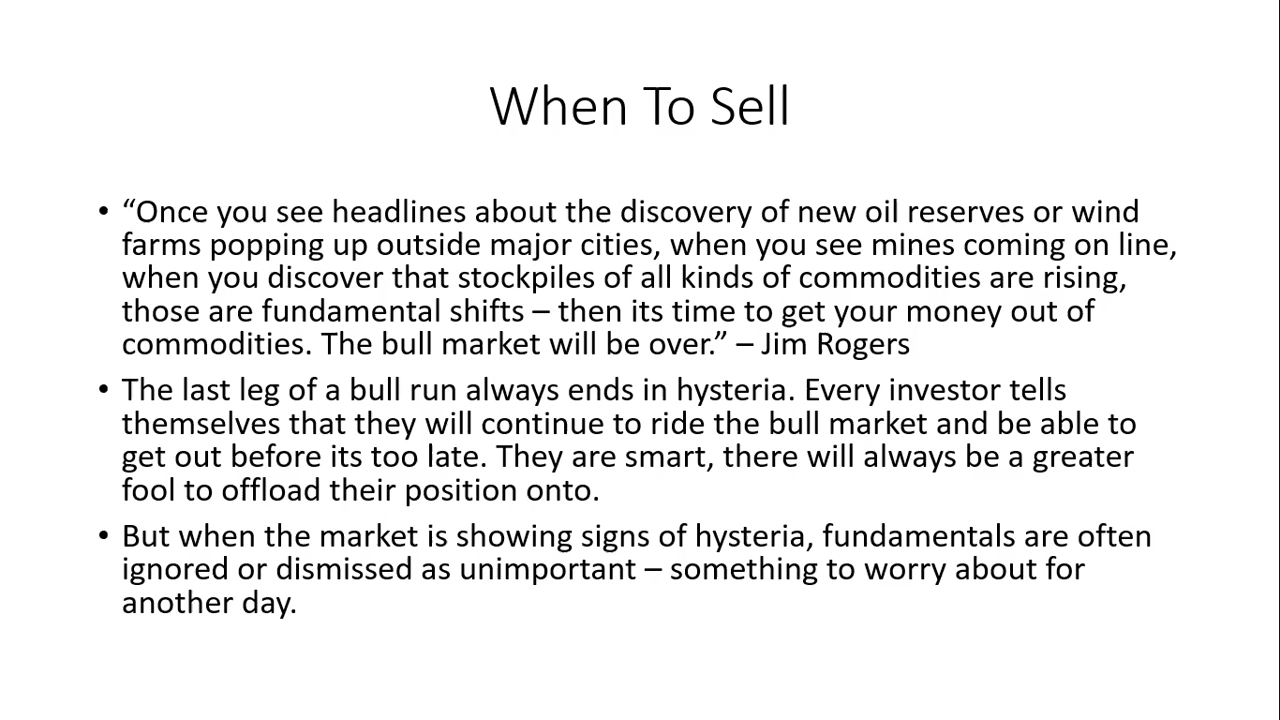 When To Sell
• “Once you see headlines about the discovery of new oil reserves or wind
farms popping up outside major cities, when you see mines coming on line,
when you discover that stockpiles of all kinds of commodities are rising,
those are fundamental shifts – then its time to get your money out of
commodities. The bull market will be over.” – Jim Rogers
• The last leg of a bull run always ends in hysteria. Every investor tells
themselves that they will continue to ride the bull market and be able to
get out before its too late. They are smart, there will always be a greater
fool to offload their position onto.
• But when the market is showing signs of hysteria, fundamentals are often
ignored or dismissed as unimportant – something to worry about for
another day.